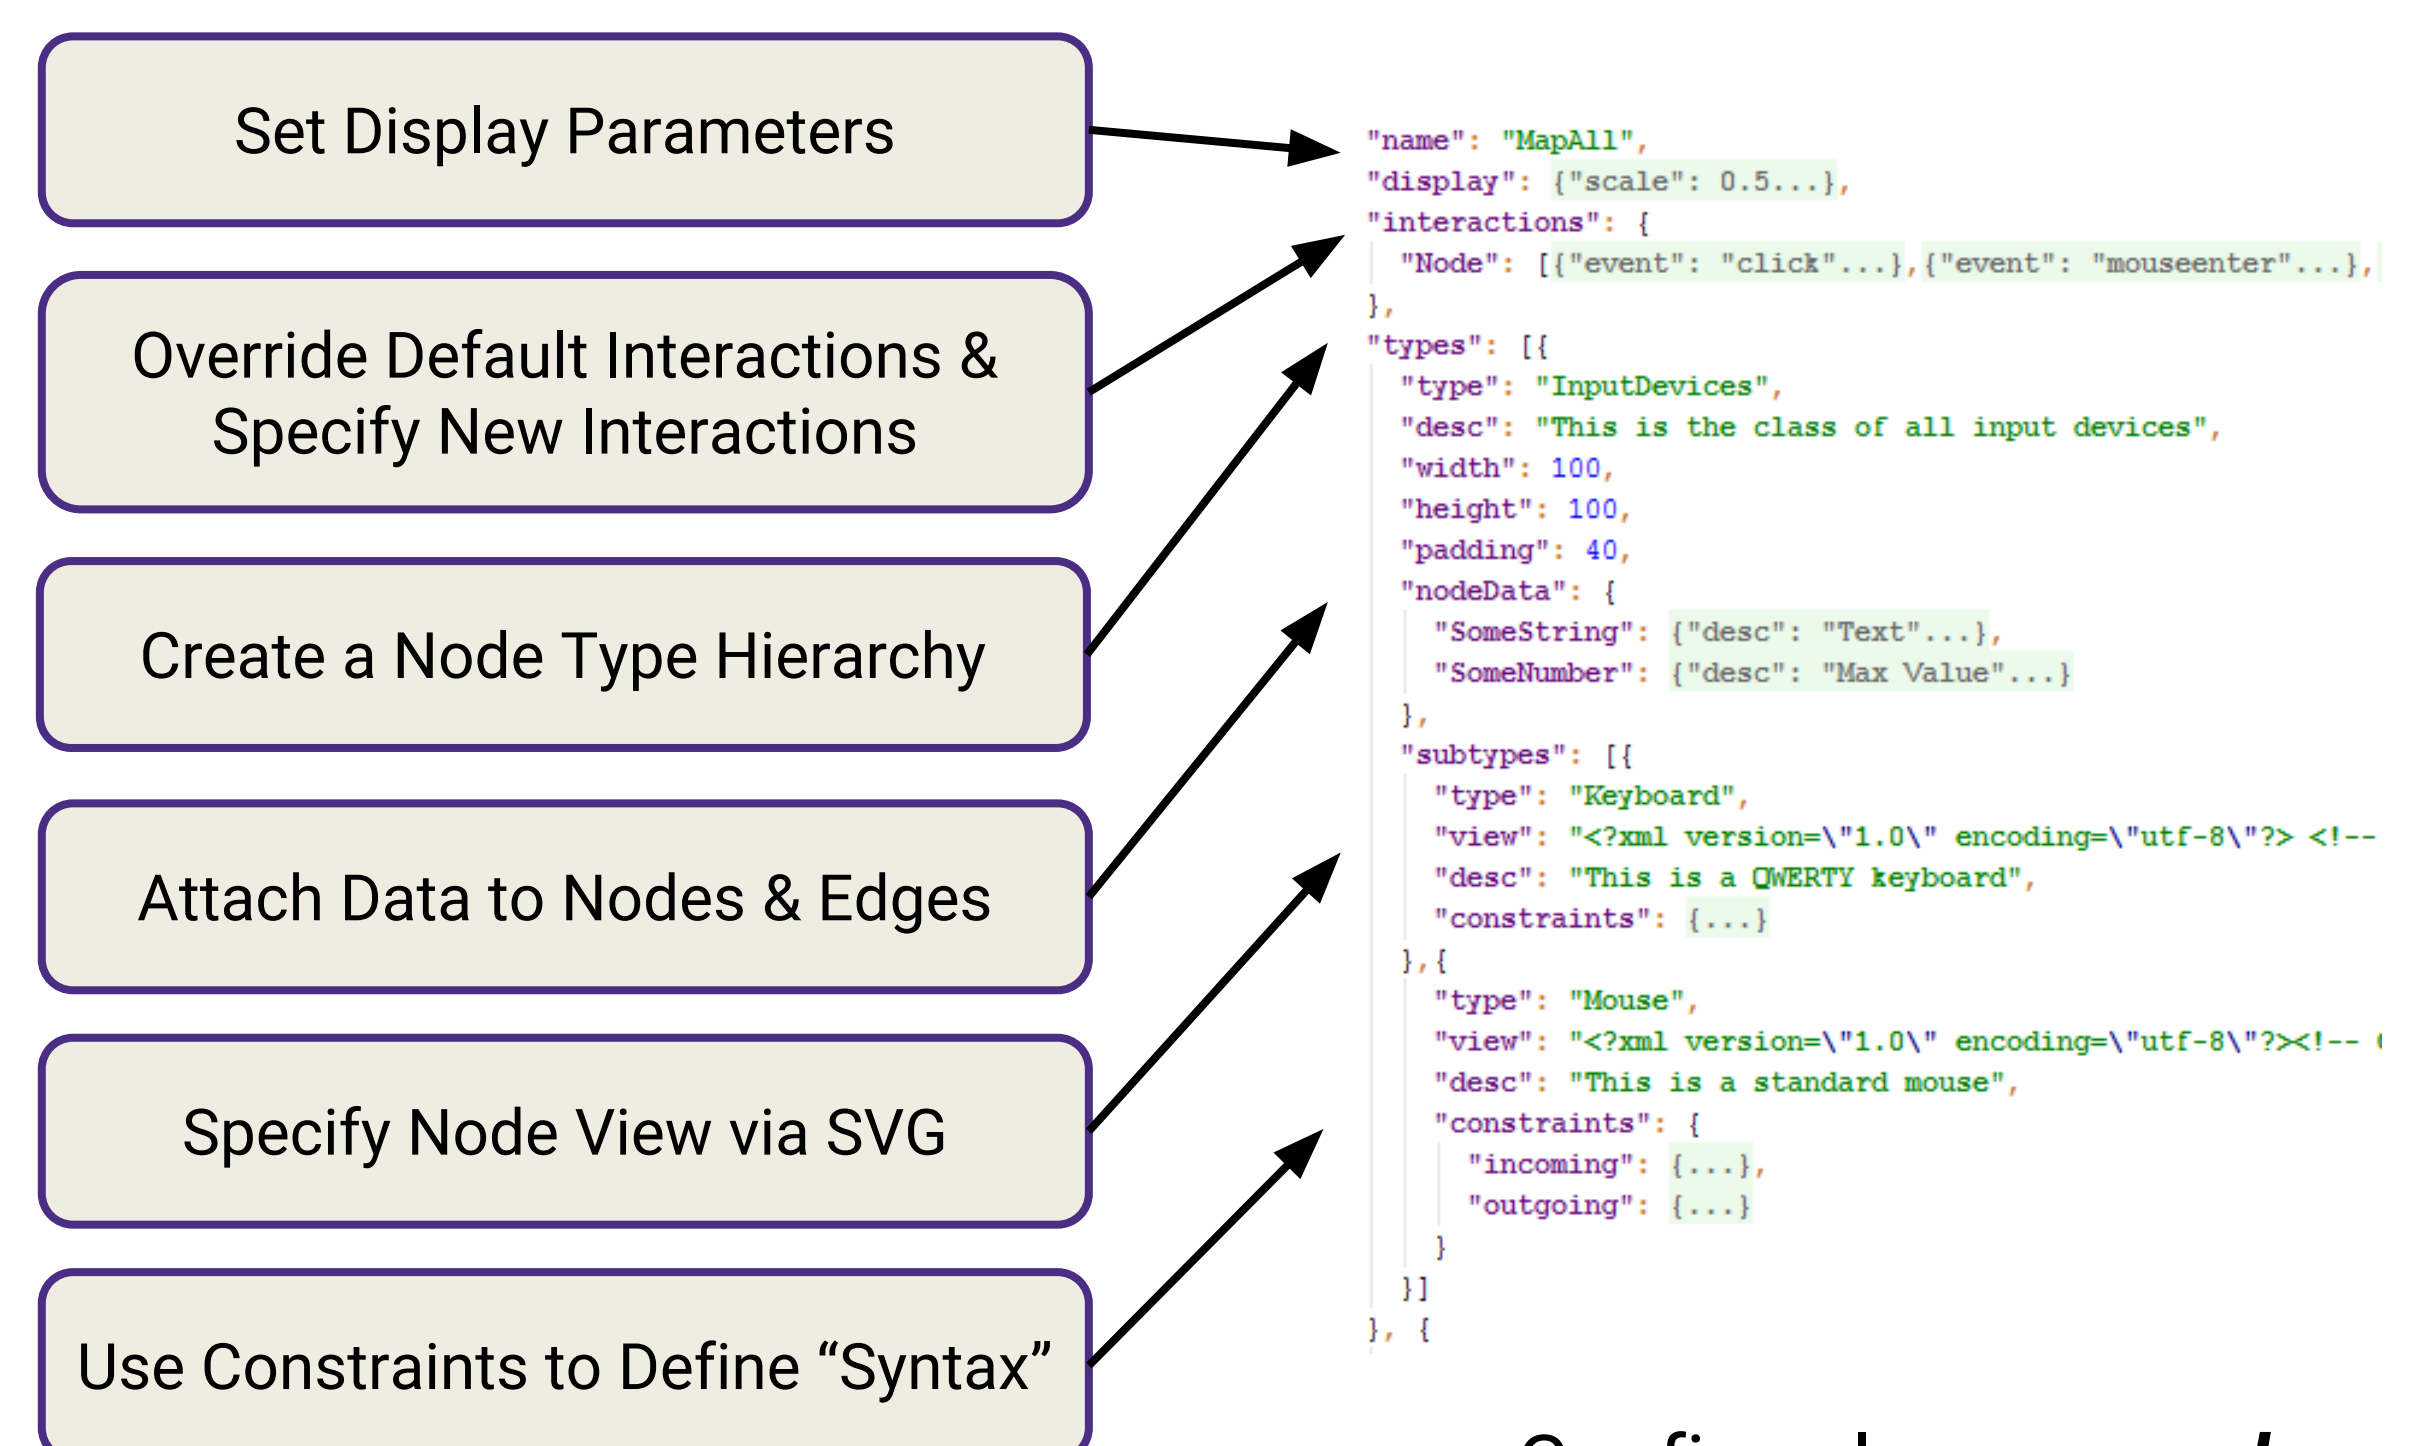 Set Display Parameters
Override Default Interactions &
Specify New Interactions
Create a Node Type Hierarchy
Attach Data to Nodes & Edges
Specify Node View via SVG
Use Constraints to Define “Syntax”
"name": "MapAll",
"display": {"scale": 0.5...},
"interactions": {
"Node": [{"event": "click"...},{"event": "mouseenter"...},
},
"types": [{
"type": "InputDevices",
"desc": "This is the class of all input devices",
"width": 100,
"height": 100,
"padding": 40,
"nodeData": {
"SomeString": {"desc": "Text"...},
"SomeNumber": {"desc": "Max Value"...}
},
"subtypes": [{
"type": "Keyboard",
"view": "<?xml version=\"1.0\" encoding=\"utf-8\"?> <!--
"desc": "This is a QWERTY keyboard",
"constraints": {...}
},{
"type": "Mouse",
"view": "<?xml version=\"1.0\" encoding=\"utf-8\"?><!--
"desc": "This is a standard mouse",
"constraints": {
"incoming": {...},
"outgoing": {...}
}
}]
}, {